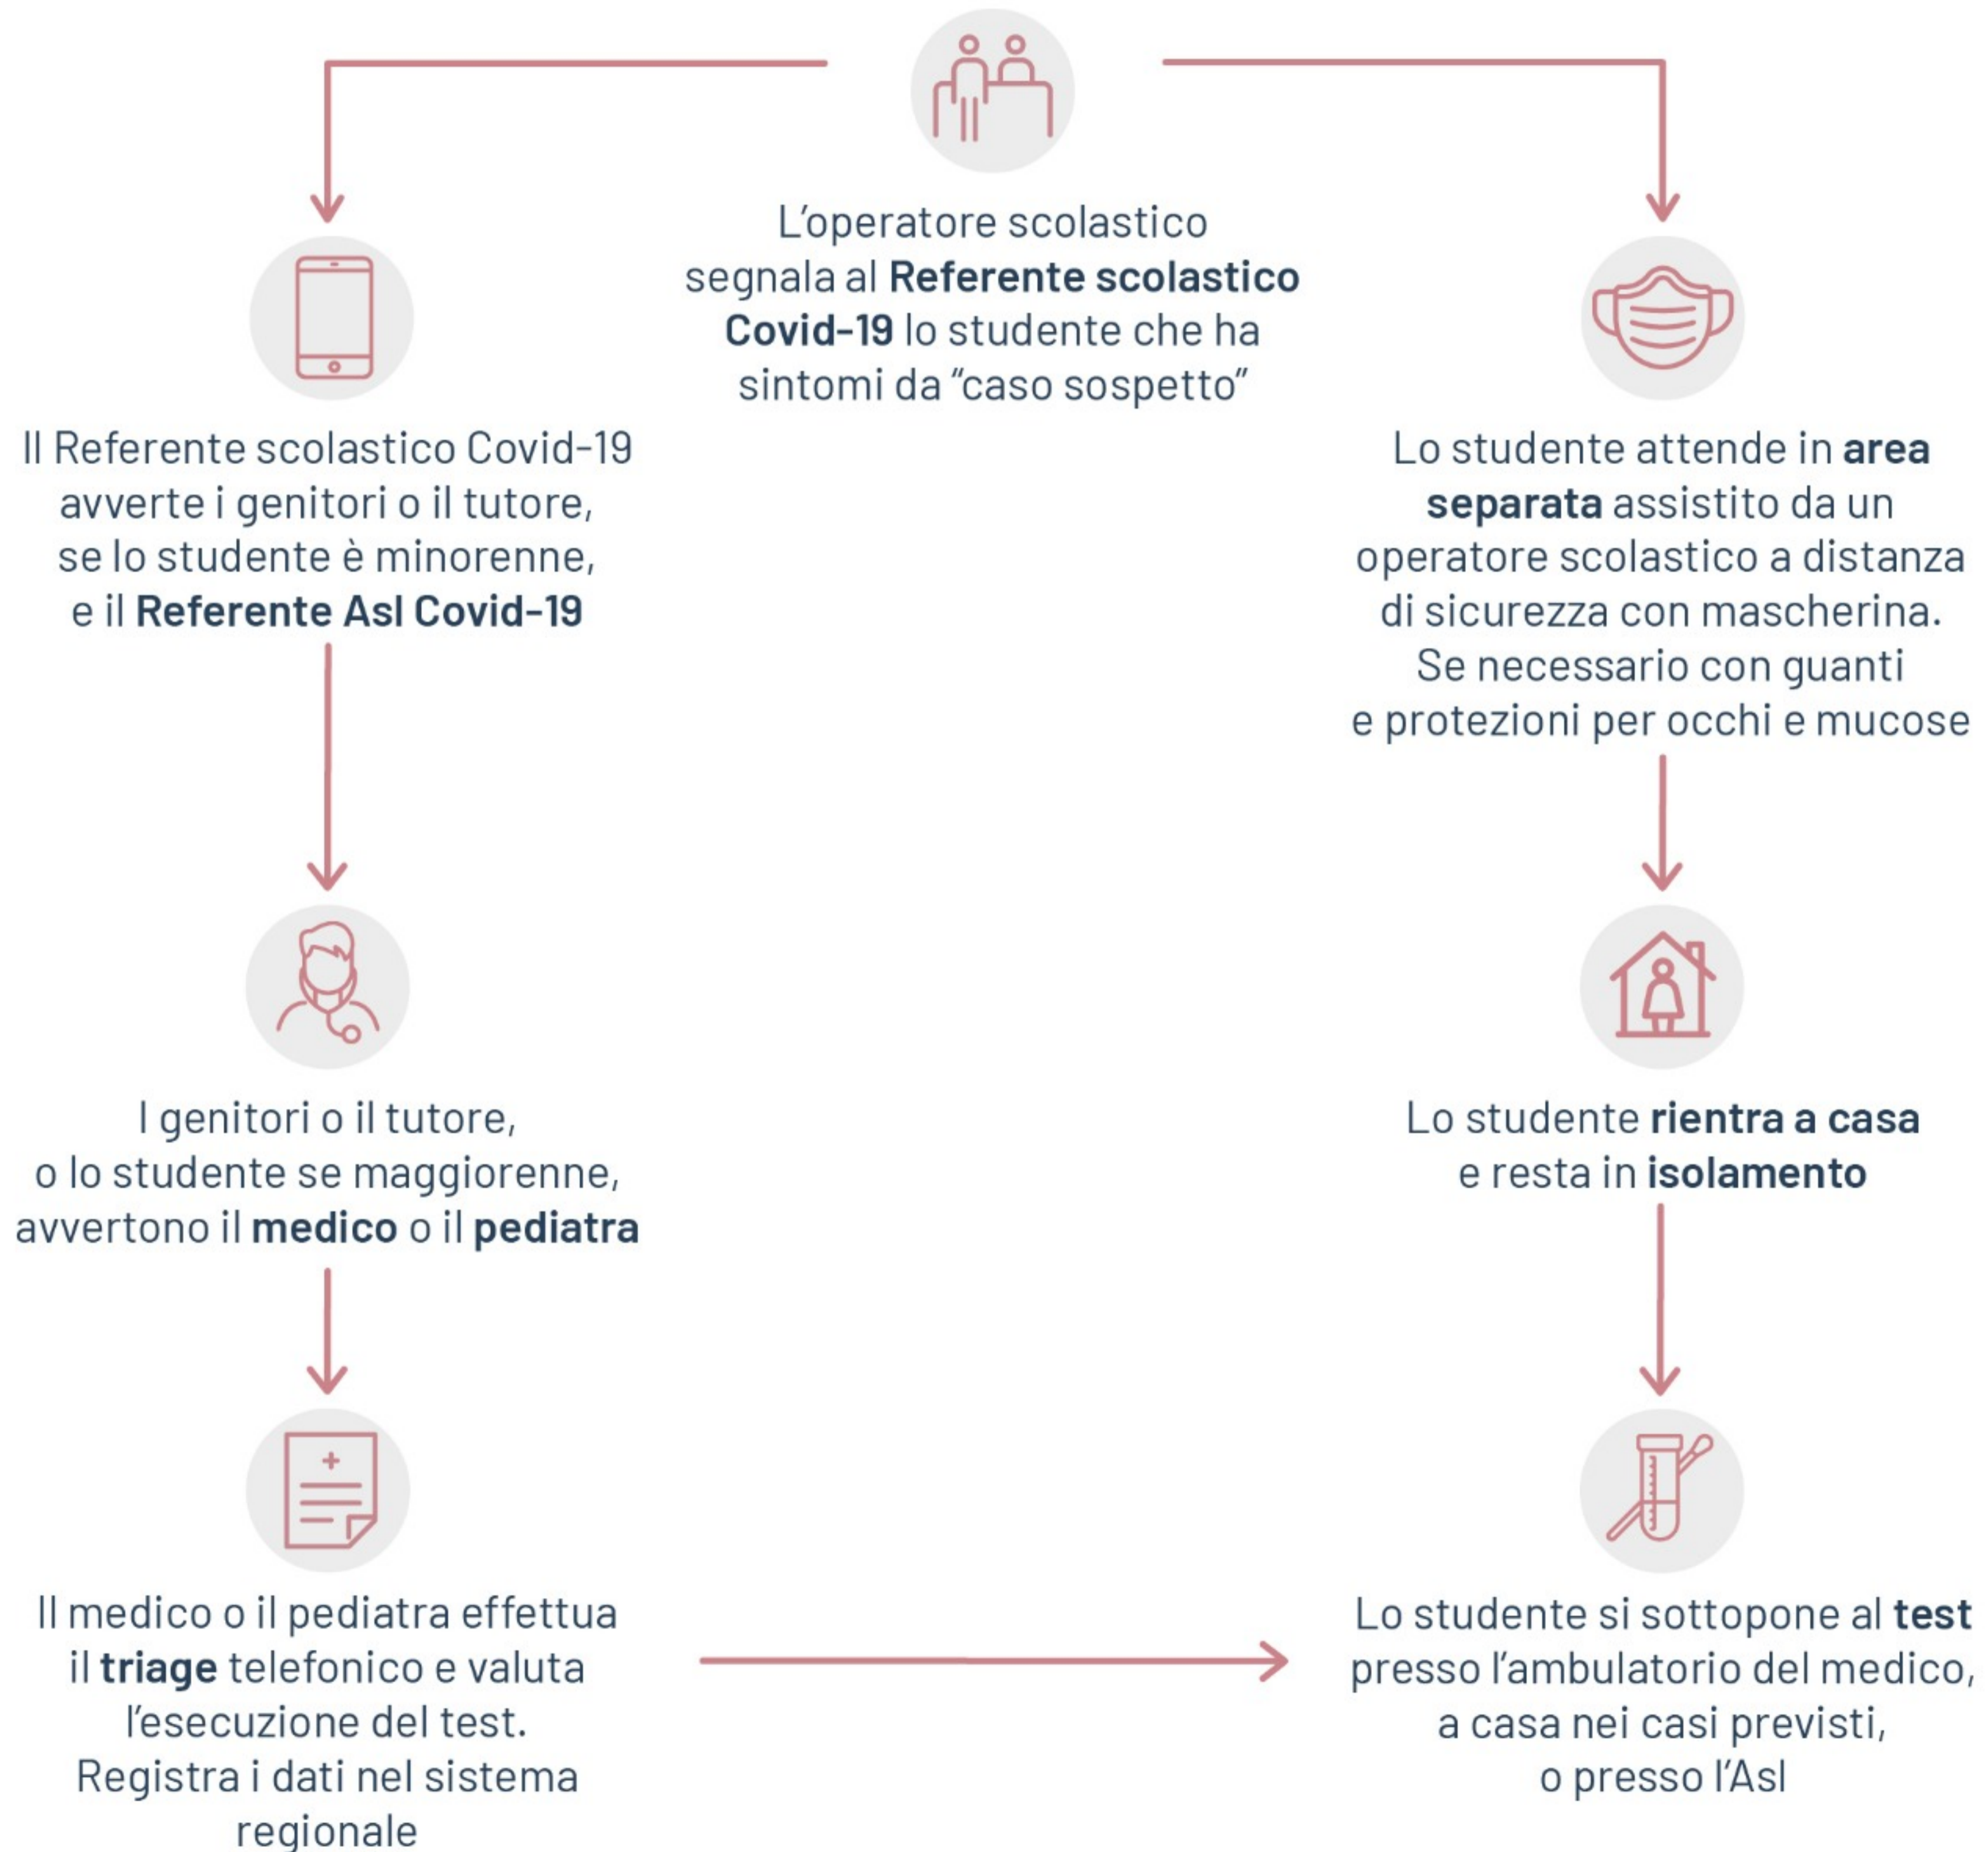 L'operatore scolastico
segnala al Referente scolastico
Covid-19 lo studente che ha
sintomi da "caso sospetto"
Il Referente scolastico Covid-19
avverte i genitori o il tutore,
se lo studente è minorenne,
e il Referente Asl Covid-19
I genitori o il tutore,
o lo studente se maggiorenne,
avvertono il medico o il pediatra
Il medico o il pediatra effettua
il triage telefonico e valuta
l'esecuzione del test.
Registra i dati nel sistema
regionale
Lo studente attende in area
separata assistito da un
operatore scolastico a distanza
di sicurezza con mascherina.
Se necessario con guanti
e protezioni per occhi e mucose
Lo studente rientra a casa
e resta in isolamento
Lo studente si sottopone al test
presso l'ambulatorio del medico,
a casa nei casi previsti,
o presso l'Asl